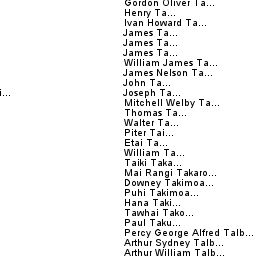 Gordon Oliver Ta...
Henry Ta...
Ivan Howard Ta...
James Ta...
James Ta...
James Ta...
William James Ta...
James Nelson Ta...
John Ta...
i... Joseph Ta...
Mitchell Welby Ta...
Thomas Ta...
Walter Ta...
Piter Tai...
Etai Ta...
William Ta...
Taiki Taka...
Mai Rangi Takaro...
Downey Takimoa...
Puhi Takimoa...
Hana Taki...
Tawhai Tako...
Paul Taku...
Percy George Alfred Talb...
Arthur Sydney Talb...
Arthur William Talb...